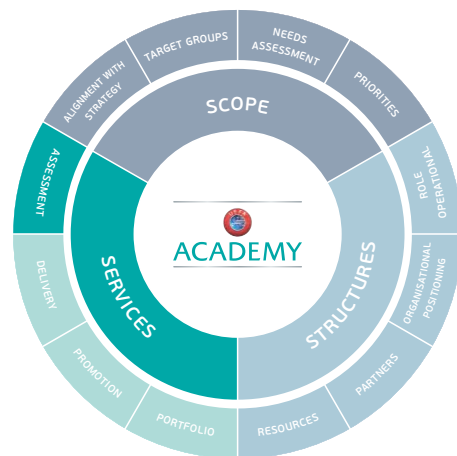 SCOPE
STRUCTURES
SERVICES
ALIGNMENT WITH
STRATEGY
TARGET GROUPS
NEEDS
ASSESSMENT
PRIORITIES
ROLE
OPERATIONAL
ORGANISATIONAL
POSITIONING
PARTNERS
RESOURCES
PORTFOLIO
PROMOTION
DELIVERY
ASSESSMENT
UEFA
ACADEMY